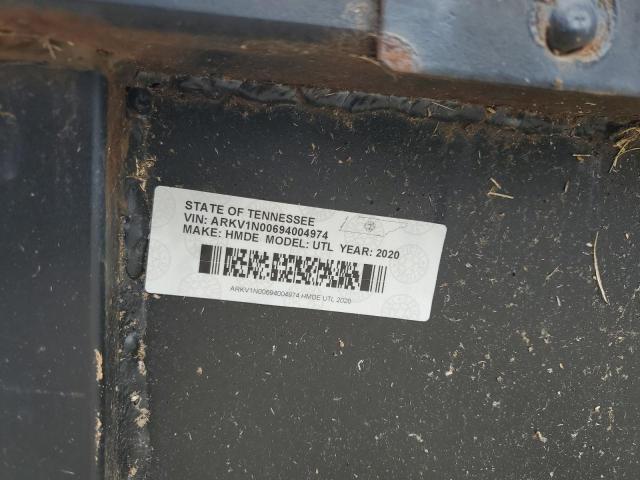 STATE OF TENNESSEE
VIN: ARKV1N00694004974
MAKE: HMDE MODEL: UTL YEAR: 2020
ARKV1N00694004974 HMDE UTL 2020